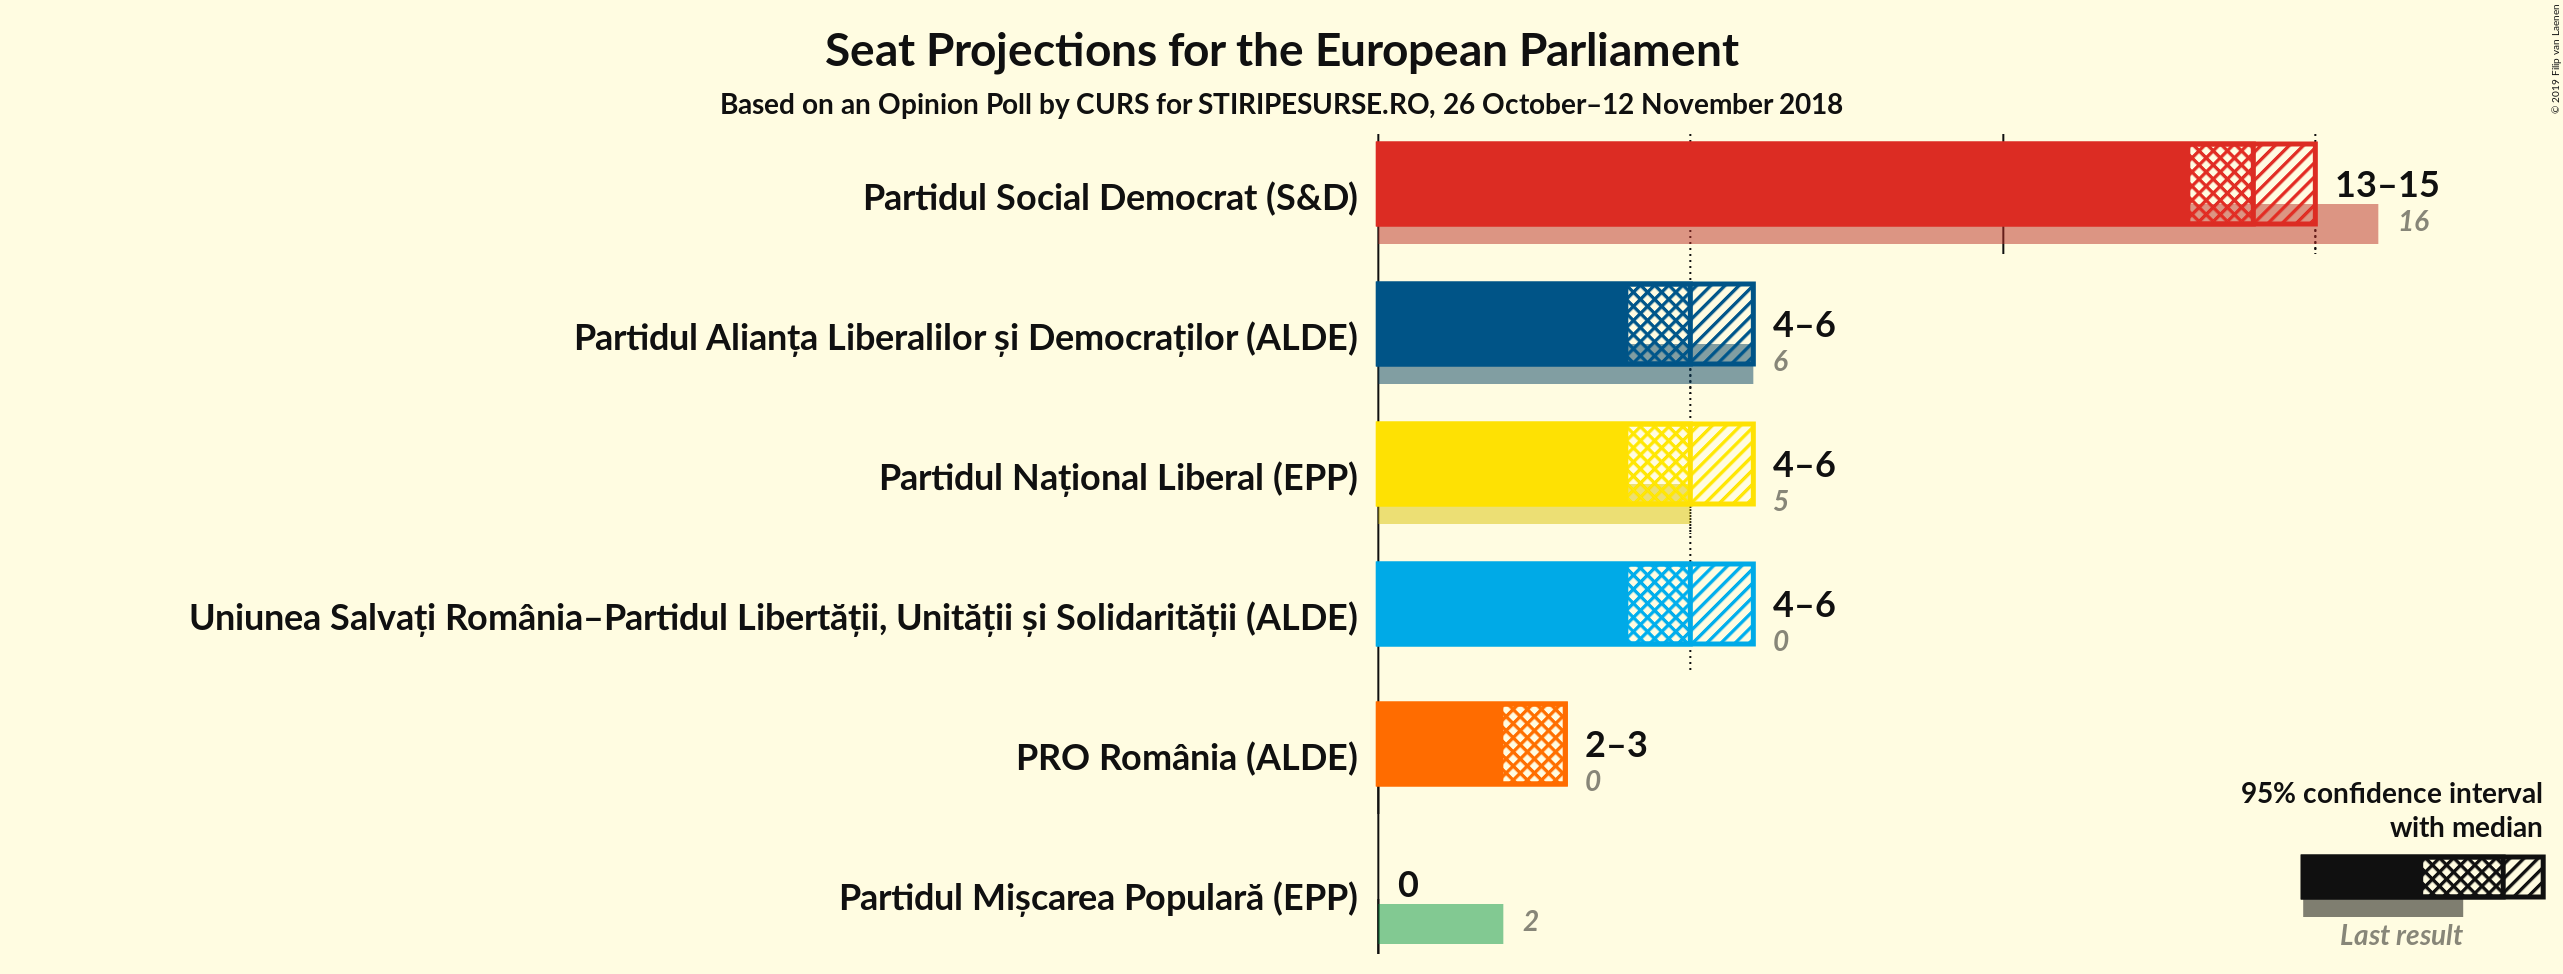 Seat Projections for the European Parliament
Based on an Opinion Poll by CURS for STIRIPESURSE.RO, 26 October–12 November 2018
© 2019 Filip van Laenen
Partidul Social Democrat (S&D)
13–15
16
Partidul Alianța Liberalilor și Democraților (ALDE)
4–6
6
Partidul Național Liberal (EPP)
4–6
5
Uniunea Salvați România–Partidul Libertății, Unității și Solidarității (ALDE)
4–6
0
PRO România (ALDE)
2–3
0
Partidul Mișcarea Populară (EPP)
0
2
95% confidence interval
with median
Last result